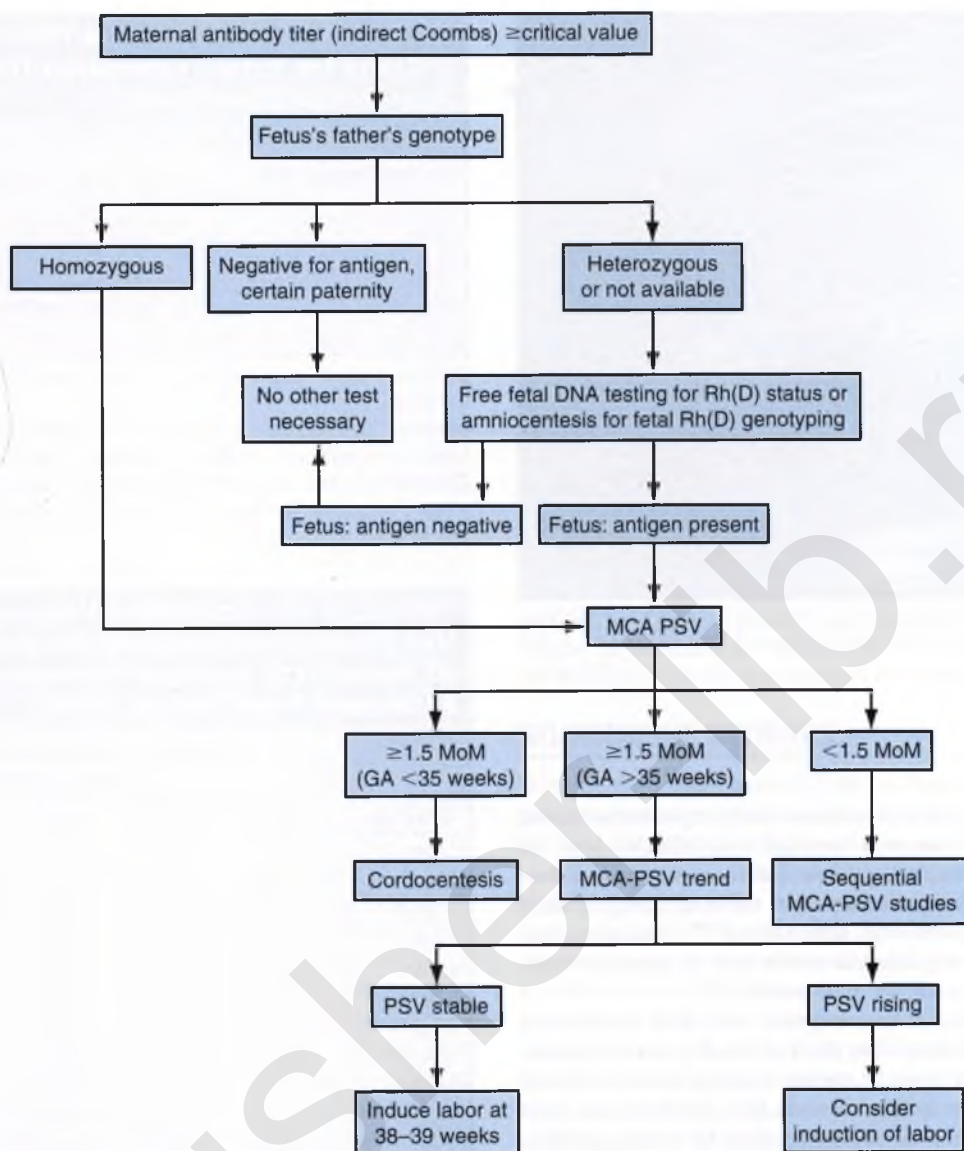 Maternal antibody titer (indirect Coombs) ≥critical value
Fetus's father's genotype
Homozygous
Negative for antigen,
certain paternity
Heterozygous
or not available
No other test
necessary
Free fetal DNA testing for Rh(D) status or
amniocentesis for fetal Rh(D) genotyping
Fetus: antigen negative
Fetus: antigen present
MCA PSV
≥1.5 MoM
(GA <35 weeks)
≥1.5 MoM
(GA >35 weeks)
<1.5 MoM
Cordocentesis
MCA-PSV trend
Sequential
MCA-PSV studies
PSV stable
PSV rising
Induce labor at
38–39 weeks
Consider
induction of labor